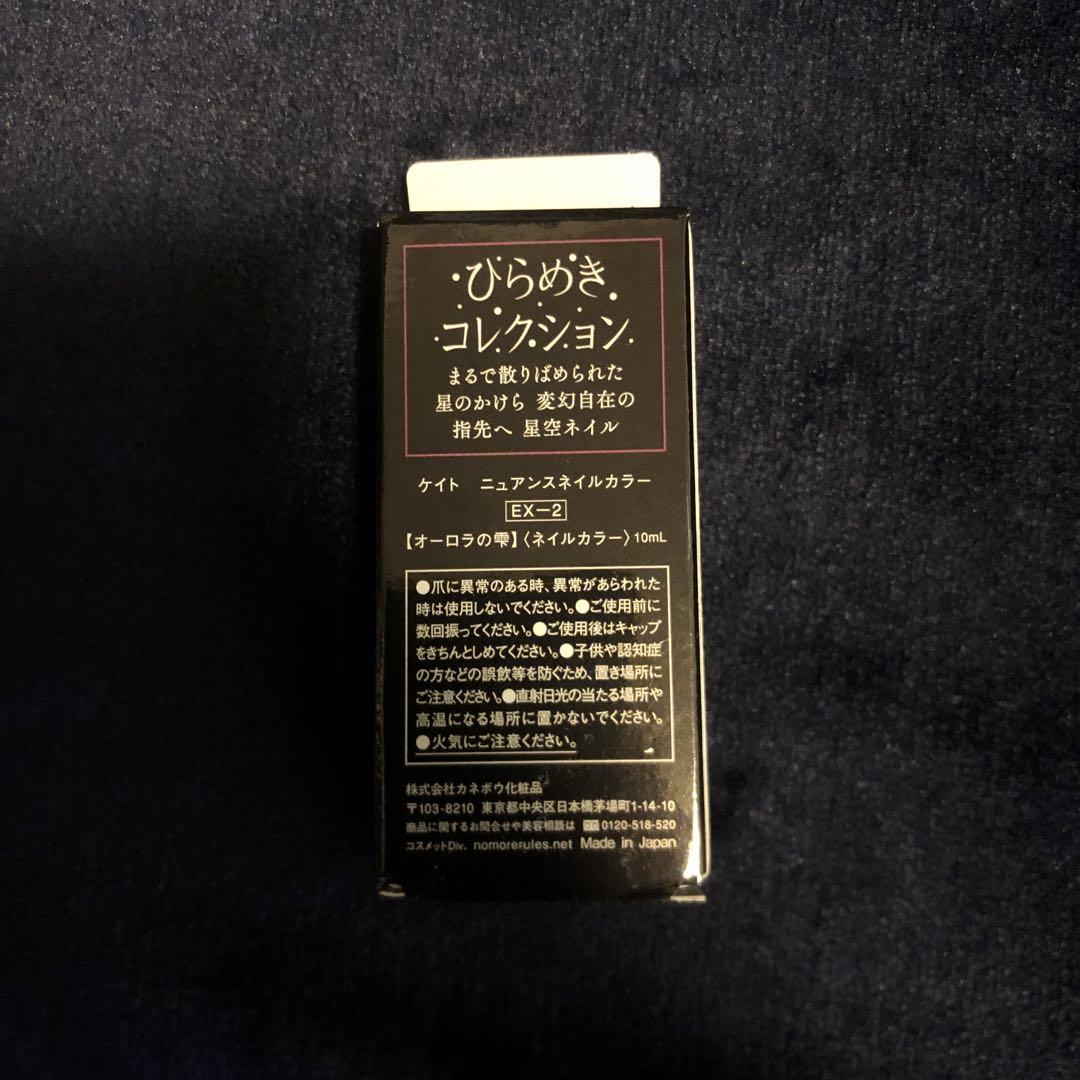 ひらめき
コレクション
まるで散りばめられた
星のかけら 変幻自在の
指先へ 星空ネイル
ケイト ニュアンスネイルカラー
EX-2
【オーロラの雫】〈ネイルカラー〉10mL
●爪に異常のある時、異常があらわれた
時は使用しないでください。●ご使用前に
数回振ってください。●ご使用後はキャップ
をきちんとしめてください。●子供や認知症
の方などの誤飲等を防ぐため、置き場所に
ご注意ください。●直射日光の当たる場所や
高温になる場所に置かないでください。
●火気にご注意ください。
株式会社カネボウ化粧品
〒103-8210 東京都中央区日本橋茅場町1-14-10
商品に関するお問合せや美容相談は 0120-518-520
コスメットDiv. nomorerules.net Made in Japan